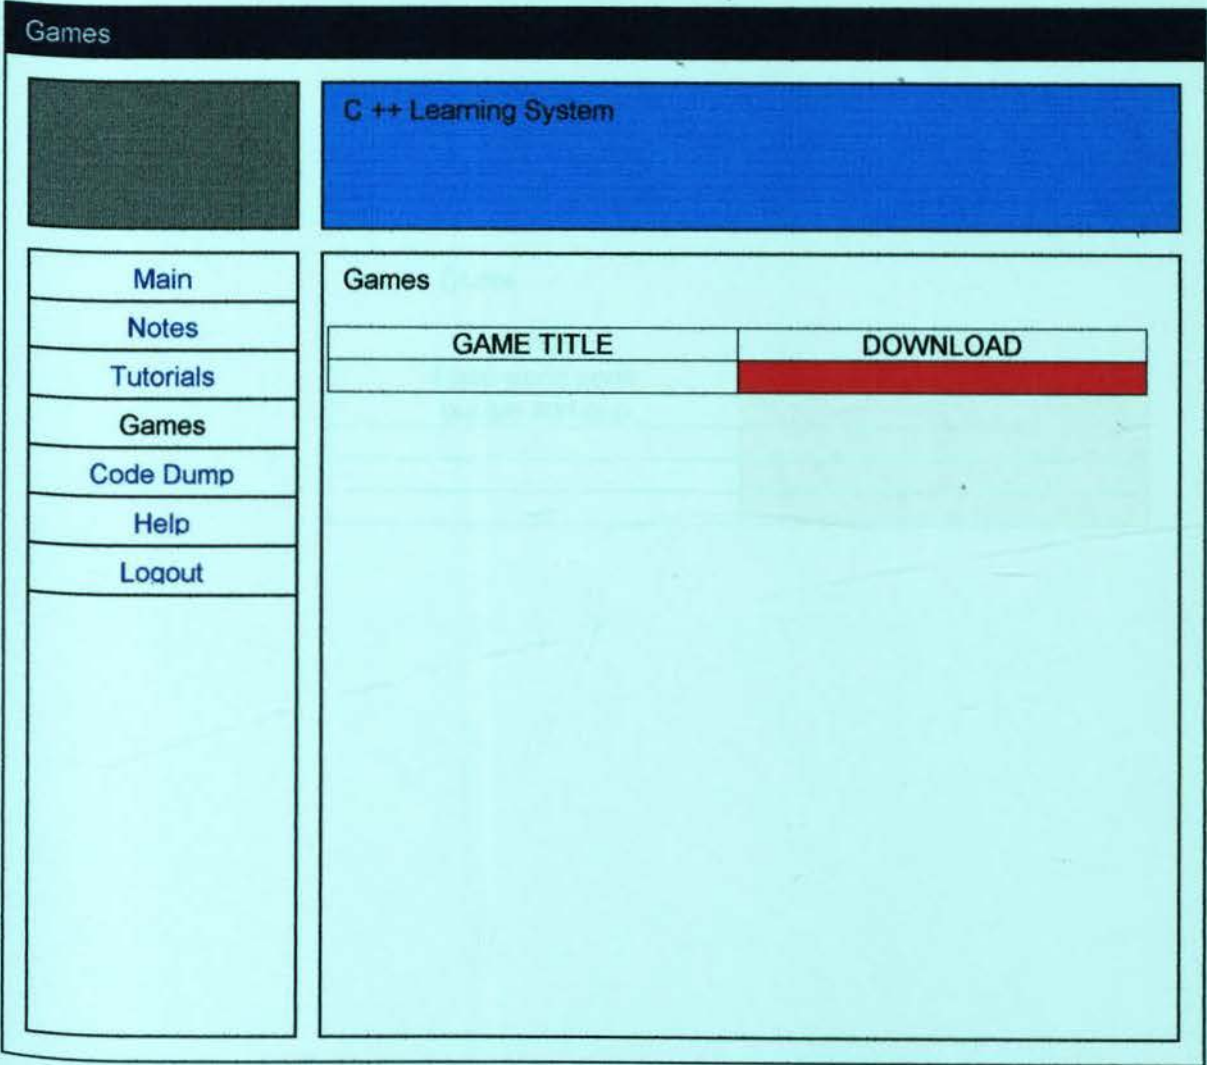 Games
C ++ Learning System
Main
Notes
Tutorials
Games
Code Dump
Help
Logout
Games
GAME TITLE DOWNLOAD